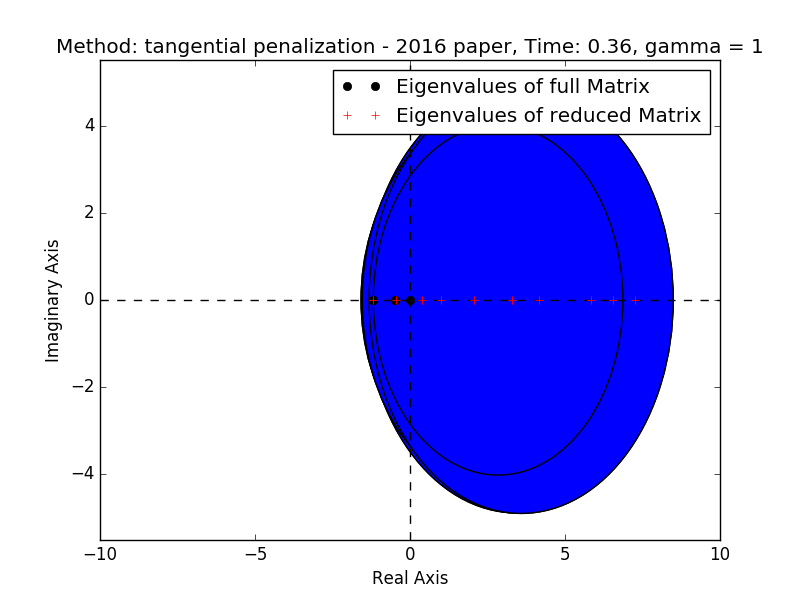 Method: tangential penalization - 2016 paper, Time: 0.36, gamma = 1
Eigenvalues of full Matrix
Eigenvalues of reduced Matrix
4
2
0
−2
−4
Imaginary Axis
−10 −5 0 5 10
Real Axis